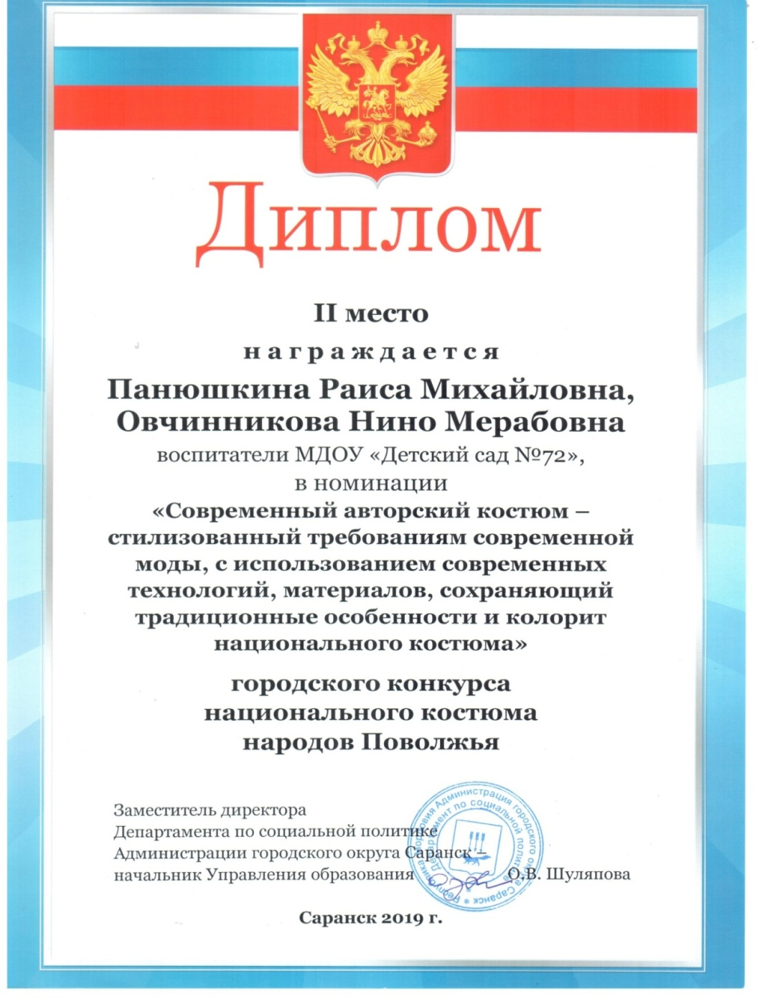 Диплом
II место
награждается
Панюшкина Раиса Михайловна,
Овчинникова Нино Мерабовна
воспитатели МДОУ «Детский сад №72»,
в номинации
«Современный авторский костюм –
стилизованный требованиям современной
моды, с использованием современных
технологий, материалов, сохраняющий
традиционные особенности и колорит
национального костюма»
городского конкурса
национального костюма
народов Поволжья
Заместитель директора
Департамента по социальной политике
Администрации городского округа Саранск –
начальник Управления образования О.В. Шуляпова
Республика Мордовия Администрация городского округа Саранск *
Департамент по социальной политике
Саранск 2019 г.